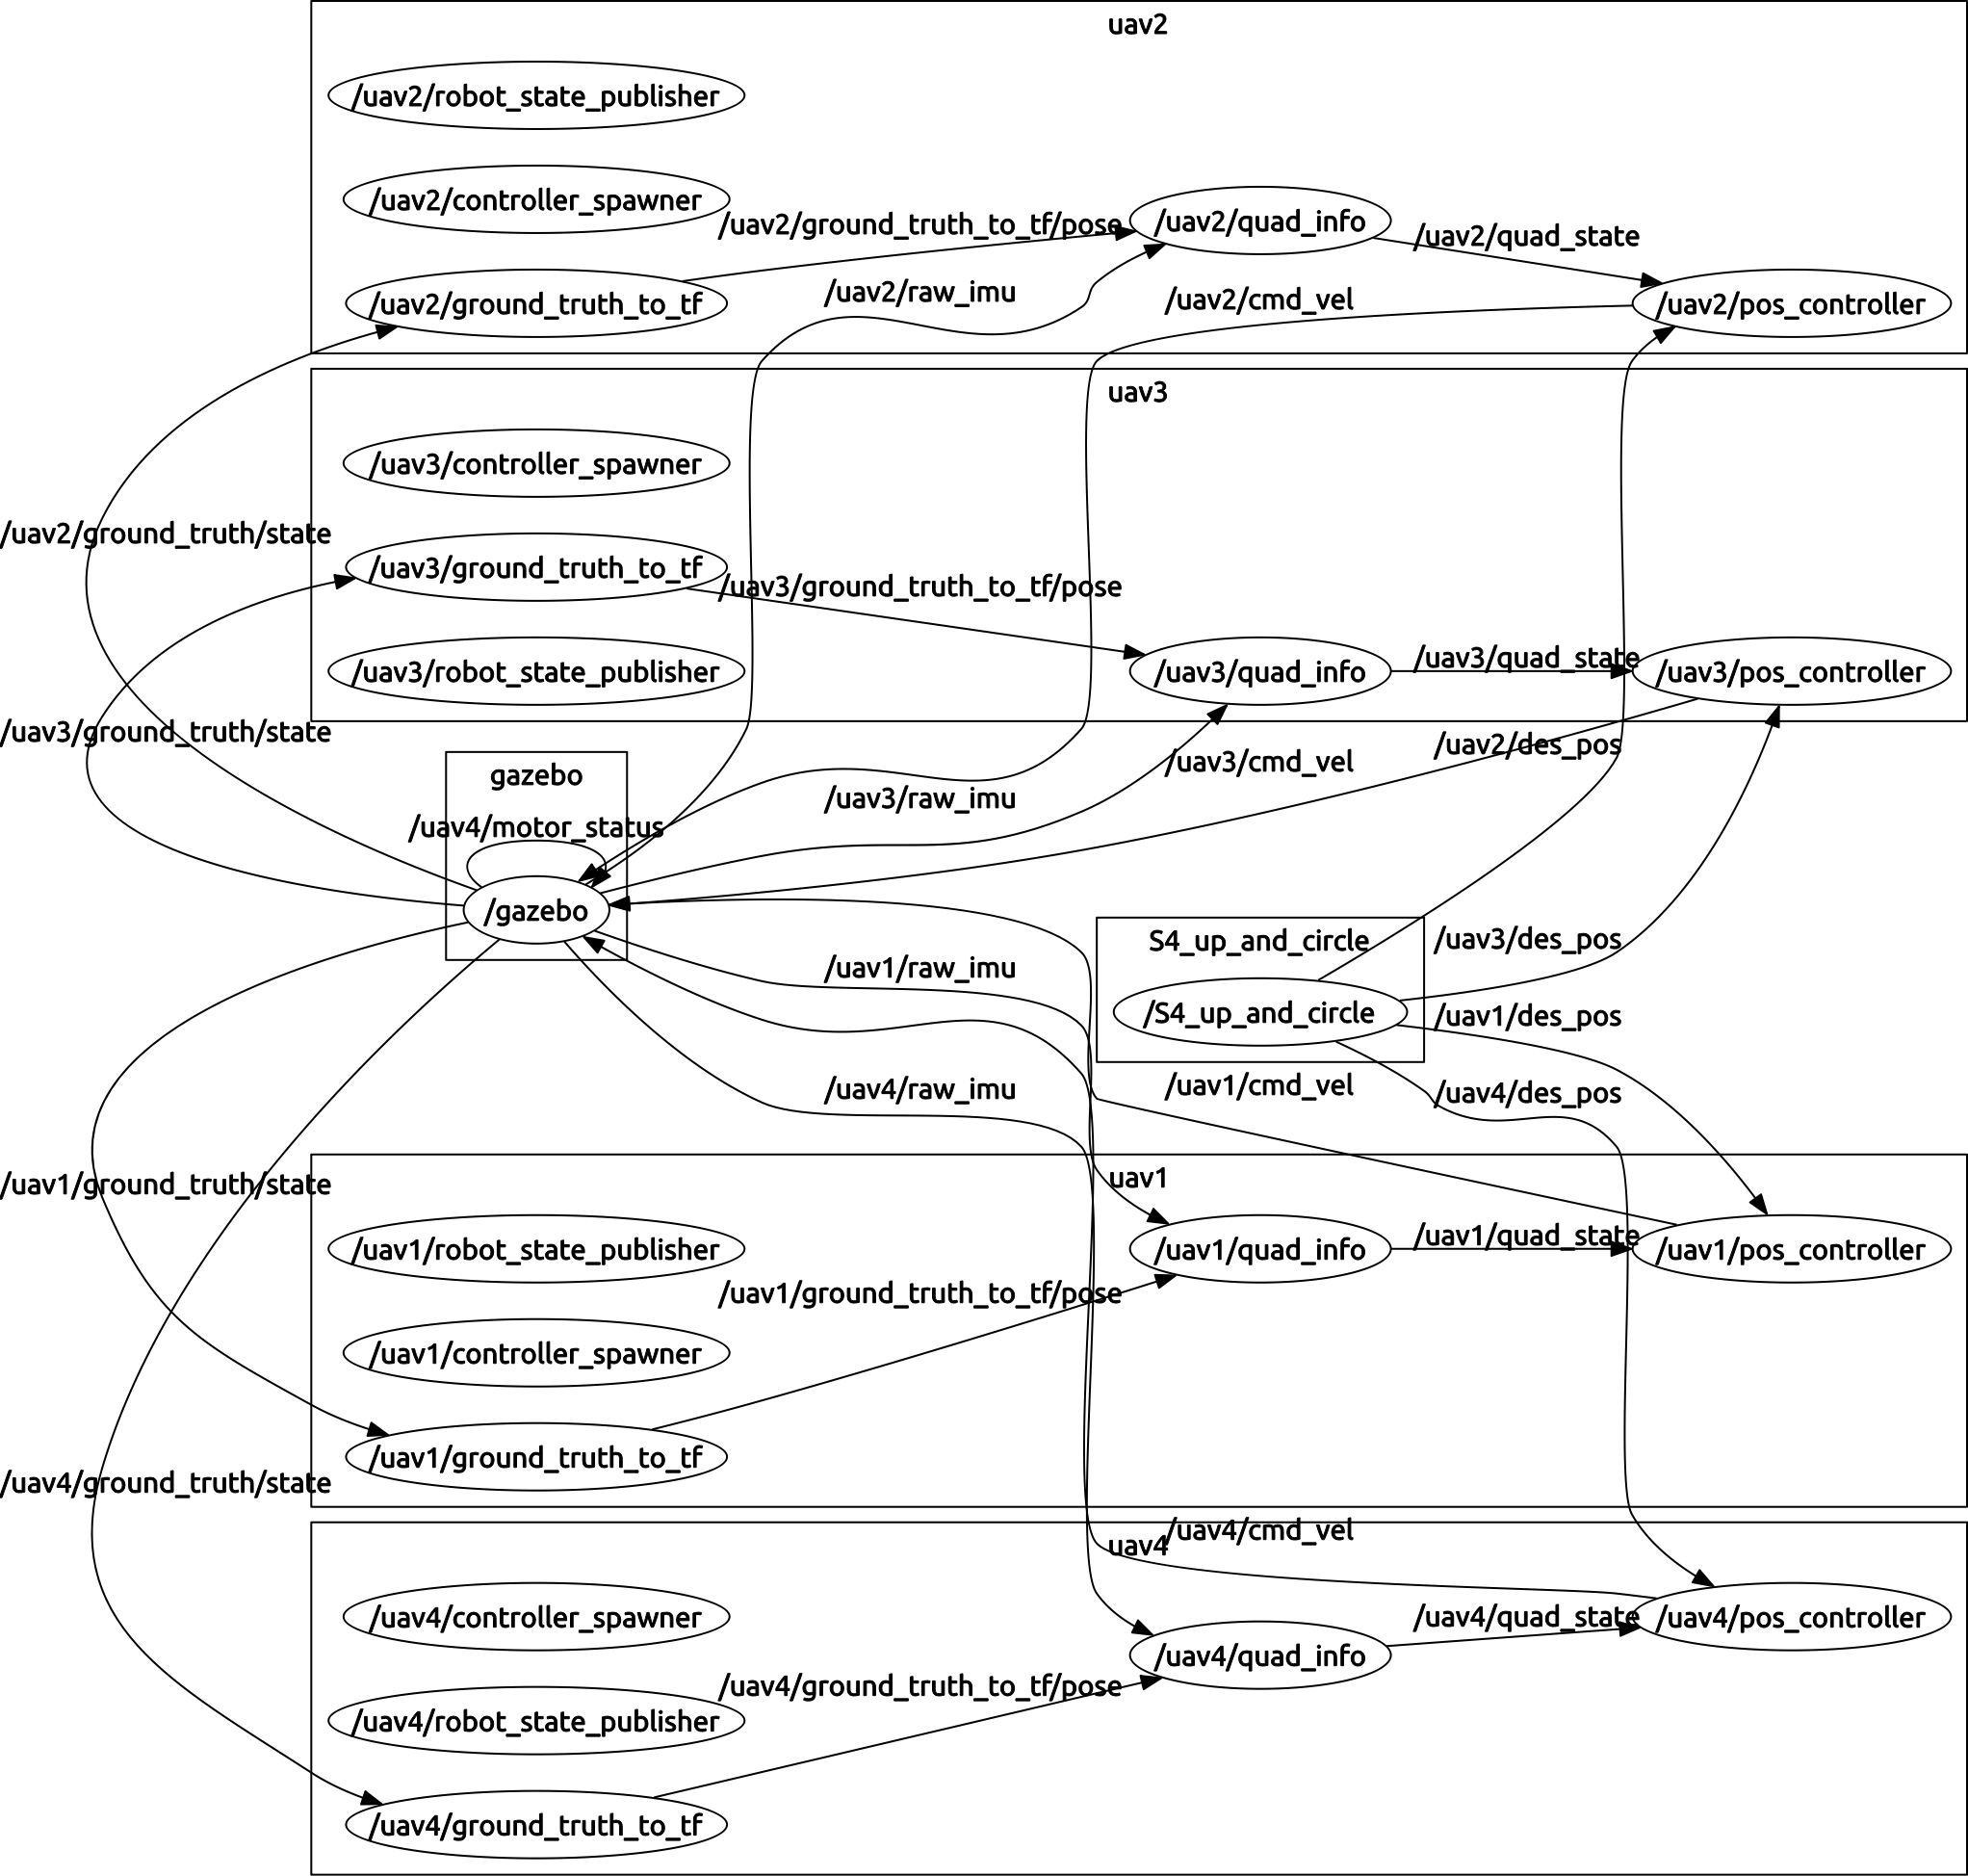 uav2
/uav2/robot_state_publisher
/uav2/controller_spawner
/uav2/ground_truth_to_tf/pose
/uav2/quad_info
/uav2/quad_state
/uav2/ground_truth_to_tf
/uav2/raw_imu
/uav2/cmd_vel
/uav2/pos_controller
uav3
/uav3/controller_spawner
/uav2/ground_truth/state
/uav3/ground_truth_to_tf
/uav3/ground_truth_to_tf/pose
/uav3/robot_state_publisher
/uav3/quad_info
/uav3/quad_state
/uav3/pos_controller
/uav3/ground_truth/state
/uav2/des_pos
/uav3/cmd_vel
gazebo
/uav3/raw_imu
/uav4/motor_status
/gazebo
S4_up_and_circle
/uav3/des_pos
/uav1/raw_imu
/S4_up_and_circle
/uav1/des_pos
/uav4/raw_imu
/uav1/cmd_vel
/uav4/des_pos
uav1
/uav1/ground_truth/state
/uav1/robot_state_publisher
/uav1/quad_info
/uav1/quad_state
/uav1/pos_controller
/uav1/ground_truth_to_tf/pose
/uav1/controller_spawner
/uav1/ground_truth_to_tf
/uav4/ground_truth/state
/uav4/cmd_vel
uav4
/uav4/controller_spawner
/uav4/quad_state
/uav4/pos_controller
/uav4/quad_info
/uav4/ground_truth_to_tf/pose
/uav4/robot_state_publisher
/uav4/ground_truth_to_tf